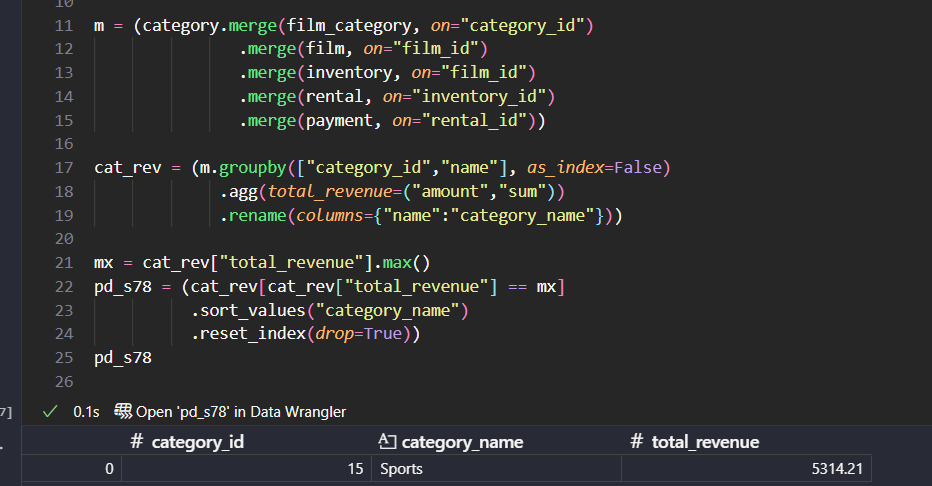 10
11 m = (category.merge(film_category, on="category_id")
12 .merge(film, on="film_id")
13 .merge(inventory, on="film_id")
14 .merge(rental, on="inventory_id")
15 .merge(payment, on="rental_id"))
16
17 cat_rev = (m.groupby(["category_id","name"], as_index=False)
18 .agg(total_revenue=("amount","sum"))
19 .rename(columns={"name":"category_name"}))
20
21 mx = cat_rev["total_revenue"].max()
22 pd_s78 = (cat_rev[cat_rev["total_revenue"] == mx]
23 .sort_values("category_name")
24 .reset_index(drop=True))
25 pd_s78
26
7] ✓ 0.1s Open 'pd_s78' in Data Wrangler
# category_id A category_name # total_revenue
0 15 Sports 5314.21